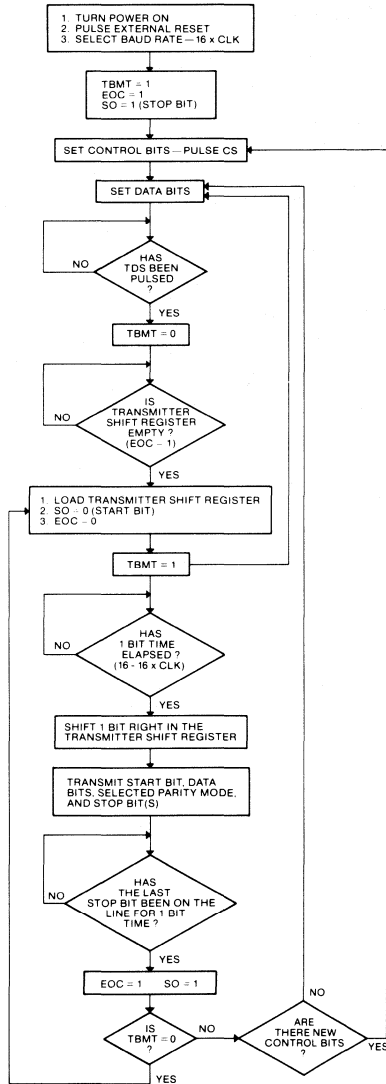 1. TURN POWER ON
2. PULSE EXTERNAL RESET
3. SELECT BAUD RATE — 16 x CLK
TBMT = 1
EOC = 1
SO = 1 (STOP BIT)
SET CONTROL BITS — PULSE CS
SET DATA BITS
HAS
TDS BEEN
PULSED
?
NO
YES
TBMT = 0
IS
TRANSMITTER
SHIFT REGISTER
EMPTY ?
(EOC = 1)
NO
YES
1. LOAD TRANSMITTER SHIFT REGISTER
2. SO = 0 (START BIT)
3. EOC = 0
TBMT = 1
HAS
1 BIT TIME
ELAPSED ?
(16 - 16 x CLK)
NO
YES
SHIFT 1 BIT RIGHT IN THE
TRANSMITTER SHIFT REGISTER
TRANSMIT START BIT, DATA
BITS, SELECTED PARITY MODE,
AND STOP BIT(S)
HAS
THE LAST
STOP BIT BEEN ON THE
LINE FOR 1 BIT
TIME ?
NO
YES
EOC = 1 SO = 1
IS
TBMT = 0
?
NO
YES
ARE
THERE NEW
CONTROL BITS
?
NO
YES